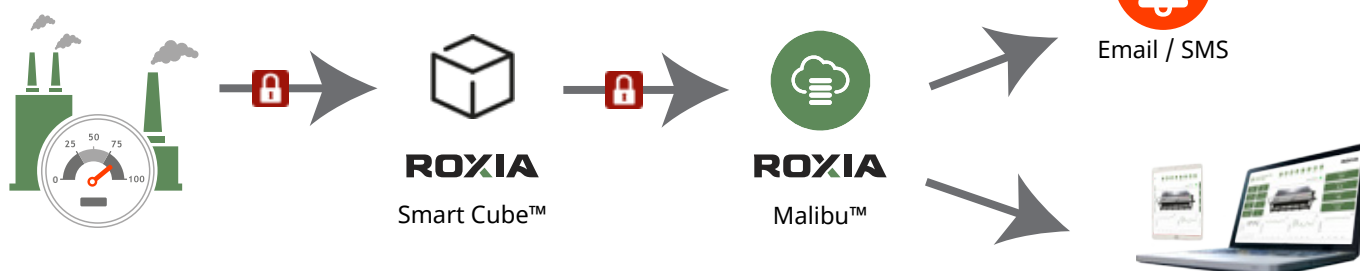 Email / SMS
50
25
75
0
100
ROXIA
ROXIA
Smart Cube™
Malibu™